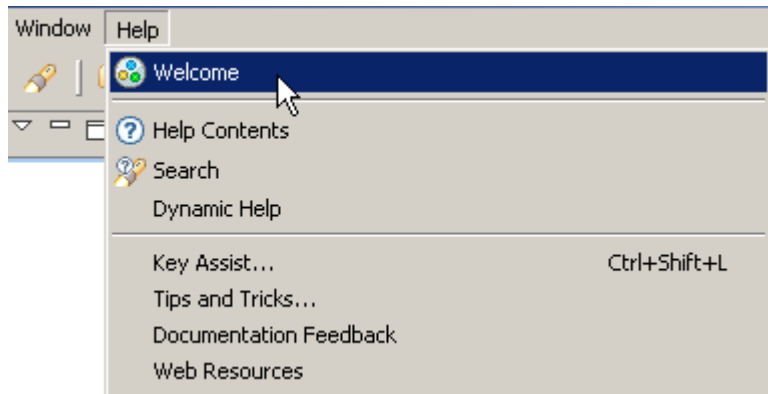 Window Help
Welcome
Help Contents
Search
Dynamic Help
Key Assist... Ctrl+Shift+L
Tips and Tricks...
Documentation Feedback
Web Resources